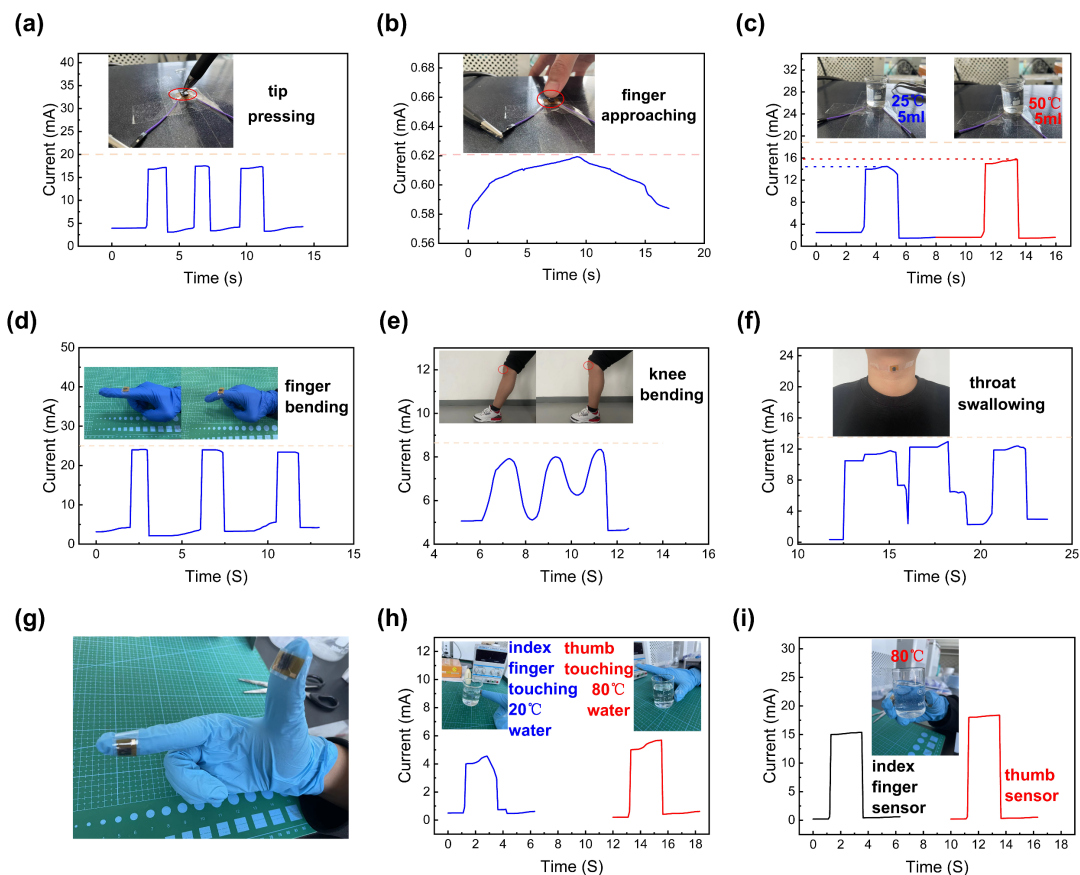 (a)
40
35
30
25
20
15
10
5
0
Current (mA)
tip
pressing
0
5
10
15
Time (s)
(b)
0.68
0.66
0.64
0.62
0.60
0.58
0.56
Current (mA)
finger
approaching
0
5
10
15
20
Time (s)
(c)
32
28
24
20
16
12
8
4
0
Current (mA)
25℃
5ml
50℃
5ml
0
2
4
6
8
10
12
14
16
Time (s)
(d)
50
40
30
20
10
0
Current (mA)
finger
bending
0
5
10
15
Time (S)
(e)
12
10
8
6
4
Current (mA)
knee
bending
4
6
8
10
12
14
16
Time (S)
(f)
24
20
16
12
8
4
0
Current (mA)
throat
swallowing
10
15
20
25
Time (S)
(g)
(h)
12
10
8
6
4
2
0
Current (mA)
index
finger
touching
20℃
water
thumb
touching
80℃
water
0
2
4
6
8
10
12
14
16
18
Time (S)
(i)
30
25
20
15
10
5
0
Current (mA)
80℃
index
finger
sensor
thumb
sensor
0
2
4
6
8
10
12
14
16
18
Time (S)